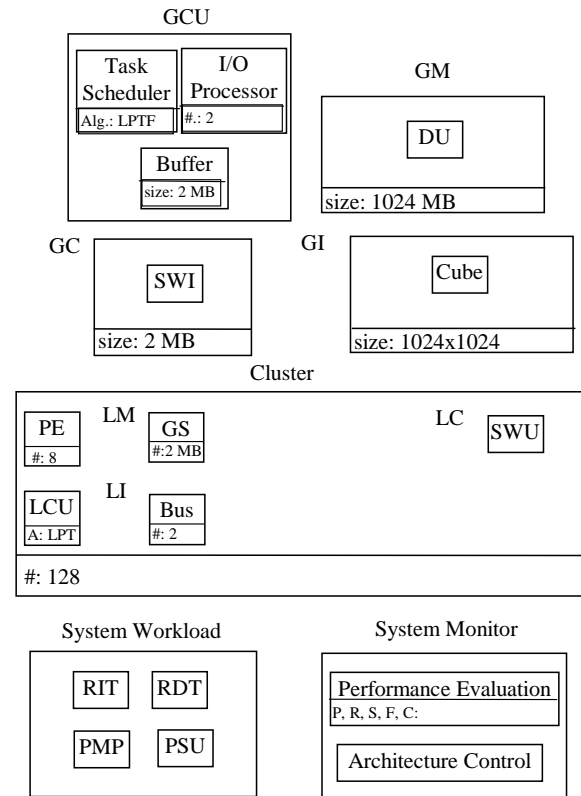 GCU
Task Scheduler
Alg.: LPTF
I/O Processor
#.: 2
Buffer
size: 2 MB
GM
DU
size: 1024 MB
GC
SWI
size: 2 MB
GI
Cube
size: 1024x1024
Cluster
PE
#: 8
LM
GS
#:2 MB
LC
SWU
LCU
A: LPT
LI
Bus
#: 2
#: 128
System Workload
RIT
RDT
PMP
PSU
System Monitor
Performance Evaluation
P, R, S, F, C:
Architecture Control